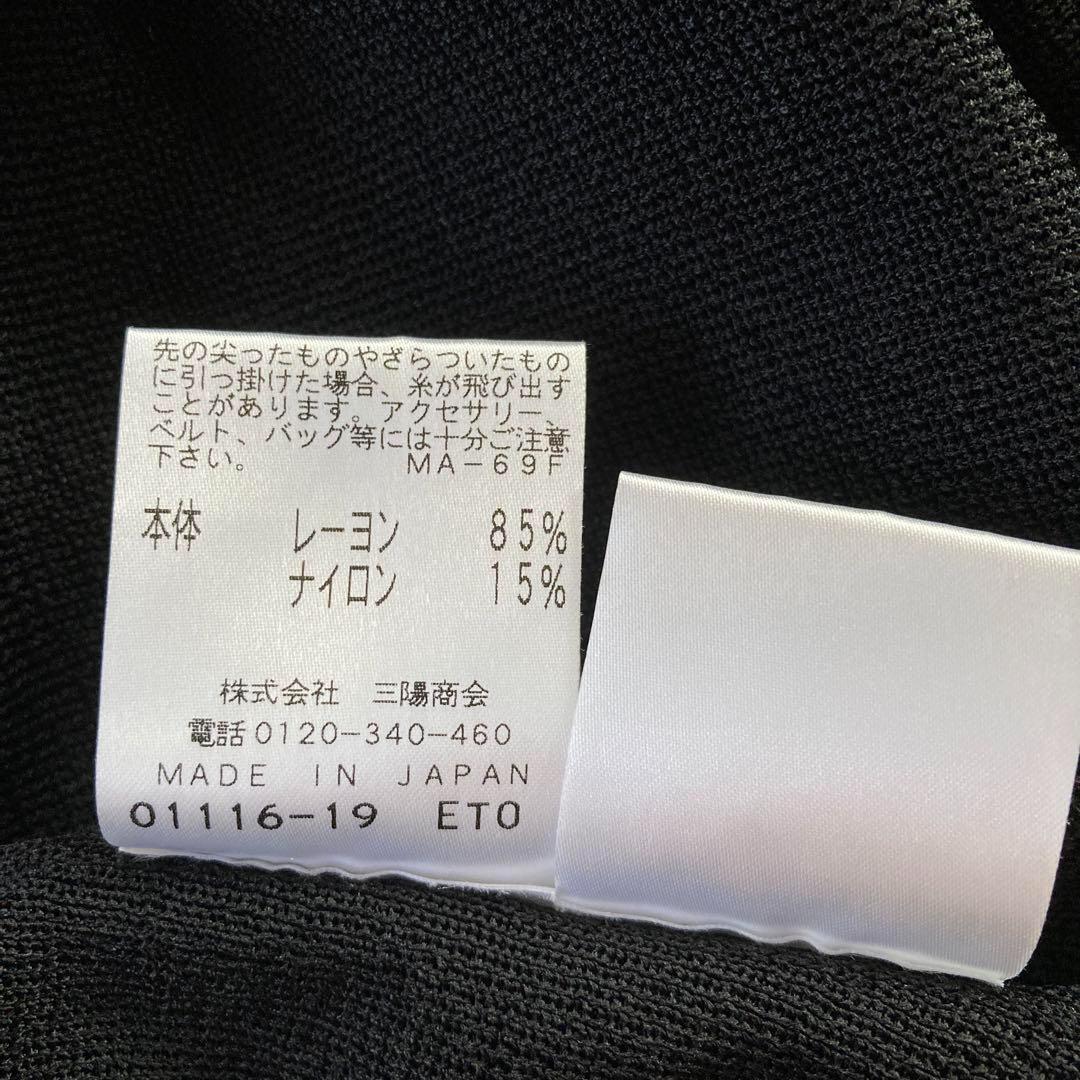 先の尖ったものやざらついたもの
に引っ掛けた場合、糸が飛び出す
ことがあります。アクセサリー、
ベルト、バッグ等には十分ご注意
下さい。 MA-69F
本体 レーヨン 85%
ナイロン 15%
株式会社 三陽商会
電話0120-340-460
MADE IN JAPAN
01116-19 ET0